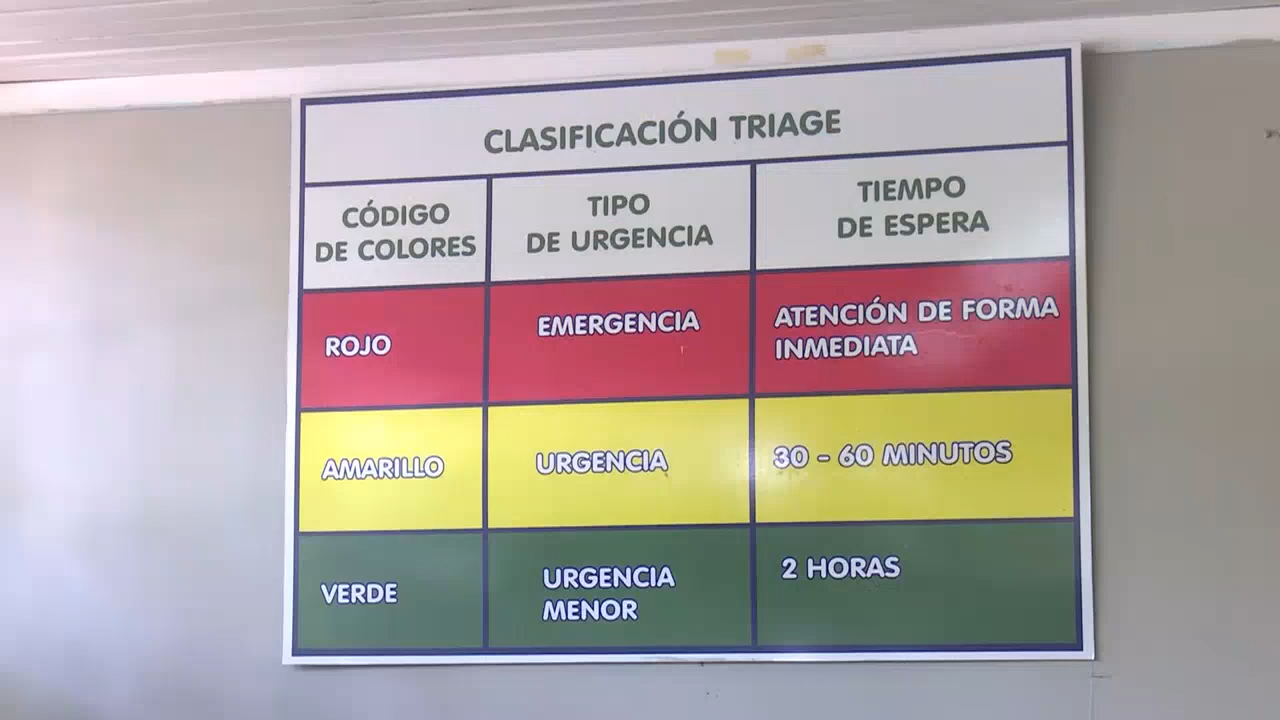 CLASIFICACIÓN TRIAGE
CÓDIGO
DE COLORES
TIPO
DE URGENCIA
TIEMPO
DE ESPERA
ROJO
EMERGENCIA
ATENCIÓN DE FORMA
INMEDIATA
AMARILLO
URGENCIA
30 - 60 MINUTOS
VERDE
URGENCIA
MENOR
2 HORAS